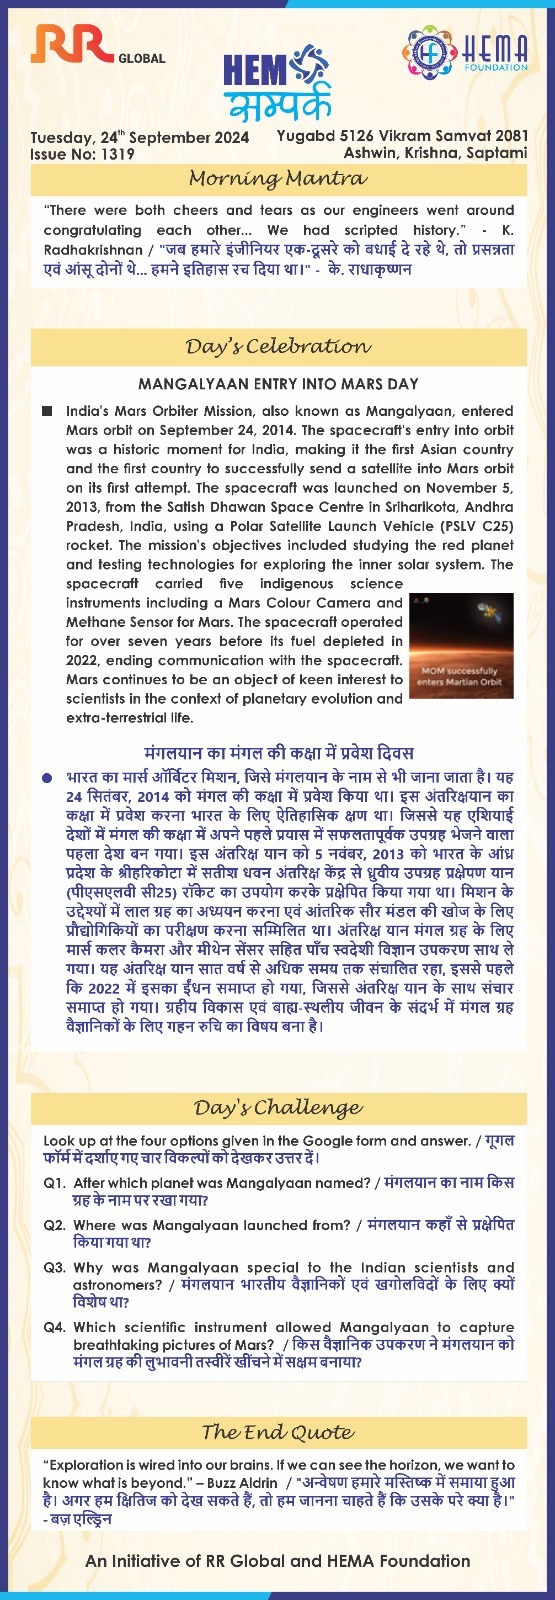 RR GLOBAL
HEMA
FOUNDATION
HEM
सम्पर्क
Tuesday, 24th September 2024
Yugabd 5126 Vikram Samvat 2081
Issue No: 1319
Ashwin, Krishna, Saptami
Morning Mantra
“There were both cheers and tears as our engineers went around
congratulating each other... We had scripted history.” - K.
Radhakrishnan / "जब हमारे इंजीनियर एक-दूसरे को बधाई दे रहे थे, तो प्रसन्नता
एवं आंसू दोनों थे... हमने इतिहास रच दिया था।" - के. राधाकृष्णन
Day's Celebration
MANGALYAAN ENTRY INTO MARS DAY
India's Mars Orbiter Mission, also known as Mangalyaan, entered
Mars orbit on September 24, 2014. The spacecraft's entry into orbit
was a historic moment for India, making it the first Asian country
and the first country to successfully send a satellite into Mars orbit
on its first attempt. The spacecraft was launched on November 5,
2013, from the Satish Dhawan Space Centre in Sriharikota, Andhra
Pradesh, India, using a Polar Satellite Launch Vehicle (PSLV C25)
rocket. The mission's objectives included studying the red planet
and testing technologies for exploring the inner solar system. The
spacecraft carried five indigenous science
instruments including a Mars Colour Camera and
Methane Sensor for Mars. The spacecraft operated
for over seven years before its fuel depleted in
2022, ending communication with the spacecraft.
Mars continues to be an object of keen interest to
scientists in the context of planetary evolution and
extra-terrestrial life.
MOM successfully
enters Martian Orbit
मंगलयान का मंगल की कक्षा में प्रवेश दिवस
भारत का मार्स ऑर्बिटर मिशन, जिसे मंगलयान के नाम से भी जाना जाता है। यह
24 सितंबर, 2014 को मंगल की कक्षा में प्रवेश किया था। इस अंतरिक्षयान का
कक्षा में प्रवेश करना भारत के लिए ऐतिहासिक क्षण था। जिससे यह एशियाई
देशों में मंगल की कक्षा में अपने पहले प्रयास में सफलतापूर्वक उपग्रह भेजने वाला
पहला देश बन गया। इस अंतरिक्ष यान को 5 नवंबर, 2013 को भारत के आंध्र
प्रदेश के श्रीहरिकोटा में सतीश धवन अंतरिक्ष केंद्र से ध्रुवीय उपग्रह प्रक्षेपण यान
(पीएसएलवी सी25) रॉकेट का उपयोग करके प्रक्षेपित किया गया था। मिशन के
उद्देश्यों में लाल ग्रह का अध्ययन करना एवं आंतरिक सौर मंडल की खोज के लिए
प्रौद्योगिकियों का परीक्षण करना सम्मिलित था। अंतरिक्ष यान मंगल ग्रह के लिए
मार्स कलर कैमरा और मीथेन सेंसर सहित पाँच स्वदेशी विज्ञान उपकरण साथ ले
गया। यह अंतरिक्ष यान सात वर्ष से अधिक समय तक संचालित रहा, इससे पहले
कि 2022 में इसका ईंधन समाप्त हो गया, जिससे अंतरिक्ष यान के साथ संचार
समाप्त हो गया। ग्रहीय विकास एवं बाह्य-स्थलीय जीवन के संदर्भ में मंगल ग्रह
वैज्ञानिकों के लिए गहन रुचि का विषय बना है।
Day's Challenge
Look up at the four options given in the Google form and answer. / गूगल
फॉर्म में दर्शाए गए चार विकल्पों को देखकर उत्तर दें।
Q1. After which planet was Mangalyaan named? / मंगलयान का नाम किस
ग्रह के नाम पर रखा गया?
Q2. Where was Mangalyaan launched from? / मंगलयान कहाँ से प्रक्षेपित
किया गया था?
Q3. Why was Mangalyaan special to the Indian scientists and
astronomers? / मंगलयान भारतीय वैज्ञानिकों एवं खगोलविदों के लिए क्यों
विशेष था?
Q4. Which scientific instrument allowed Mangalyaan to capture
breathtaking pictures of Mars? / किस वैज्ञानिक उपकरण ने मंगलयान को
मंगल ग्रह की लुभावनी तस्वीरें खींचने में सक्षम बनाया?
The End Quote
“Exploration is wired into our brains. If we can see the horizon, we want to
know what is beyond.” – Buzz Aldrin / "अन्वेषण हमारे मस्तिष्क में समाया हुआ
है। अगर हम क्षितिज को देख सकते हैं, तो हम जानना चाहते हैं कि उसके परे क्या है।"
- बज़ एल्ड्रिन
An Initiative of RR Global and HEMA Foundation